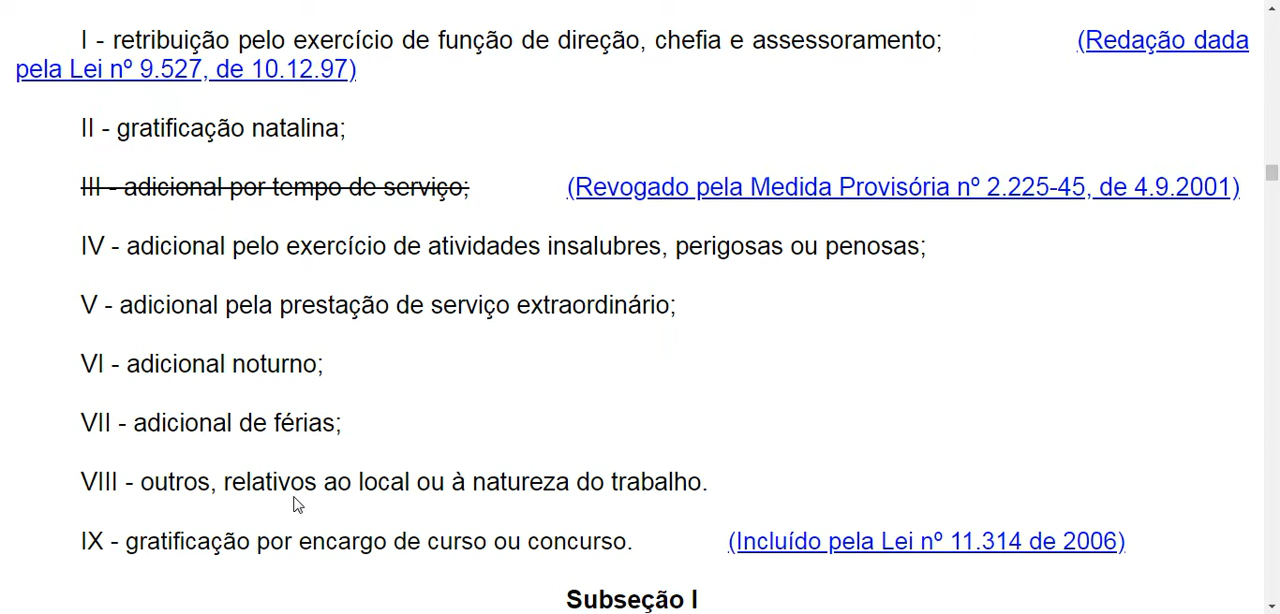 I - retribuição pelo exercício de função de direção, chefia e assessoramento; (Redação dada
pela Lei nº 9.527, de 10.12.97)
II - gratificação natalina;
III - adicional por tempo de serviço; (Revogado pela Medida Provisória nº 2.225-45, de 4.9.2001)
IV - adicional pelo exercício de atividades insalubres, perigosas ou penosas;
V - adicional pela prestação de serviço extraordinário;
VI - adicional noturno;
VII - adicional de férias;
VIII - outros, relativos ao local ou à natureza do trabalho.
IX - gratificação por encargo de curso ou concurso. (Incluído pela Lei nº 11.314 de 2006)
Subseção I